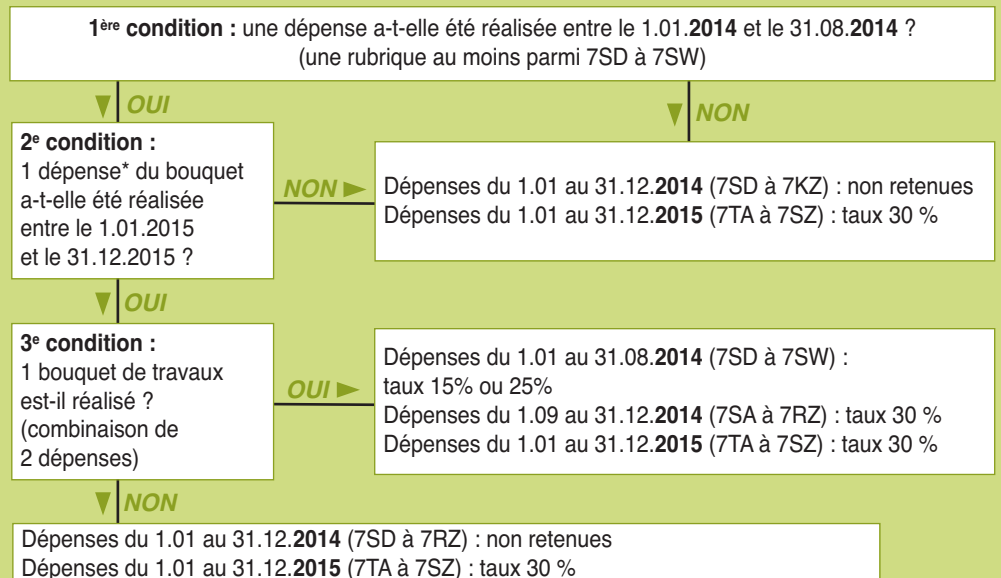 1ère condition : une dépense a-t-elle été réalisée entre le 1.01.2014 et le 31.08.2014 ?
(une rubrique au moins parmi 7SD à 7SW)
▼ OUI
▼ NON
2e condition :
1 dépense* du bouquet
a-t-elle été réalisée
entre le 1.01.2015
et le 31.12.2015 ?
NON ►
Dépenses du 1.01 au 31.12.2014 (7SD à 7KZ) : non retenues
Dépenses du 1.01 au 31.12.2015 (7TA à 7SZ) : taux 30 %
▼ OUI
3e condition :
1 bouquet de travaux
est-il réalisé ?
(combinaison de
2 dépenses)
OUI ►
Dépenses du 1.01 au 31.08.2014 (7SD à 7SW) :
taux 15% ou 25%
Dépenses du 1.09 au 31.12.2014 (7SA à 7RZ) : taux 30 %
Dépenses du 1.01 au 31.12.2015 (7TA à 7SZ) : taux 30 %
▼ NON
Dépenses du 1.01 au 31.12.2014 (7SD à 7RZ) : non retenues
Dépenses du 1.01 au 31.12.2015 (7TA à 7SZ) : taux 30 %